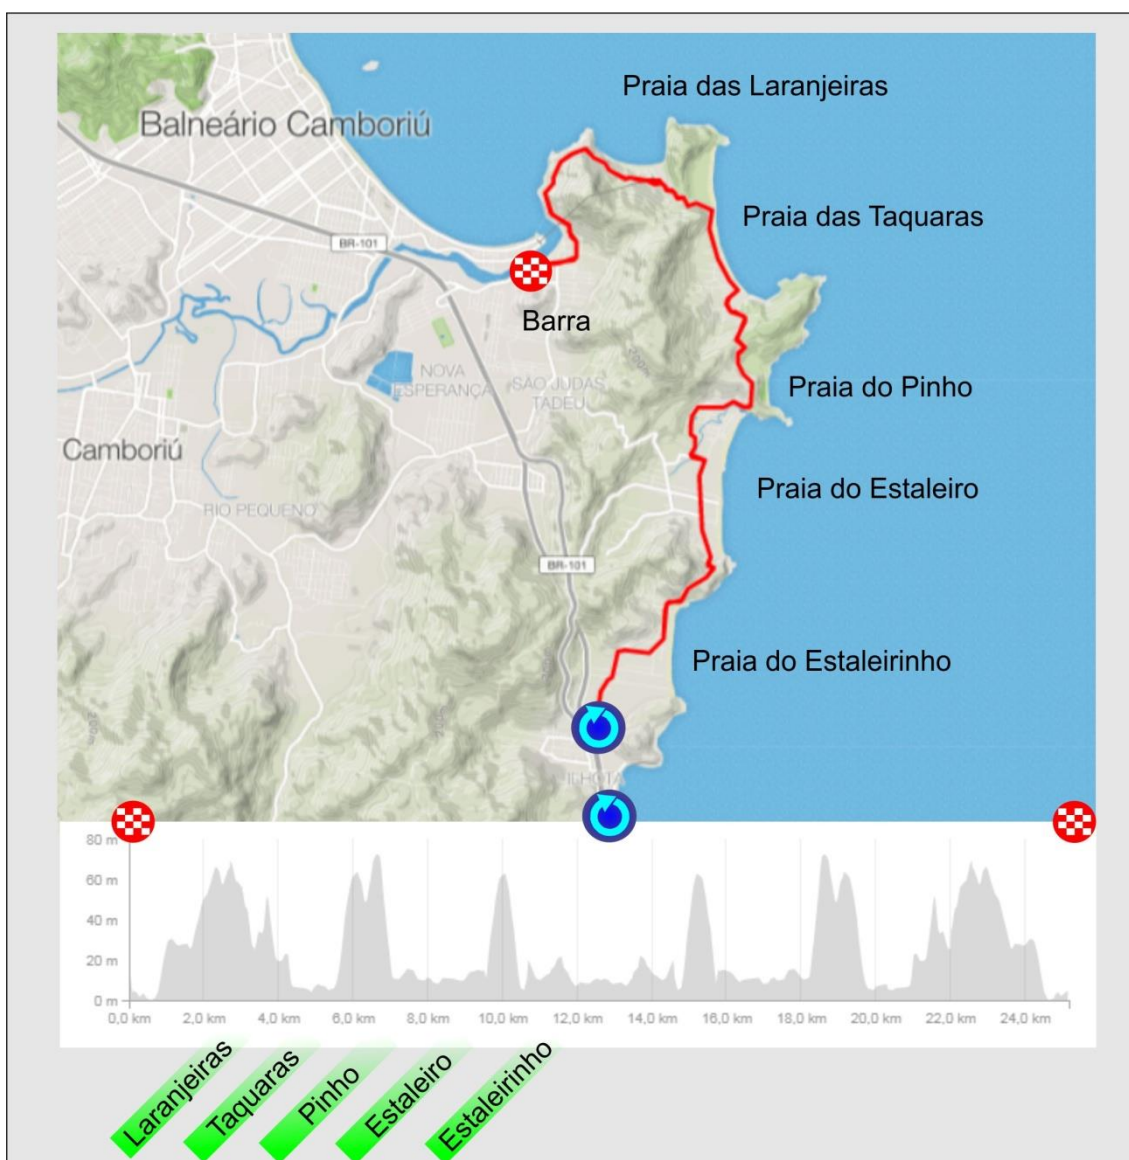 Praia das Laranjeiras
Balneário Camboriú
Praia das Taquaras
BR-101
Barra
200m
NOVA
ESPERANÇA
SÃO JUDAS
TADEU
Praia do Pinho
Camboriú
Praia do Estaleiro
RIO PEQUENO
BR-101
Praia do Estaleirinho
200m
ILHOTA
80 m
60 m
40 m
20 m
0 m
0,0 km 2,0 km 4,0 km 6,0 km 8,0 km 10,0 km 12,0 km 14,0 km 16,0 km 18,0 km 20,0 km 22,0 km 24,0 km
Laranjeiras
Taquaras
Pinho
Estaleiro
Estaleirinho